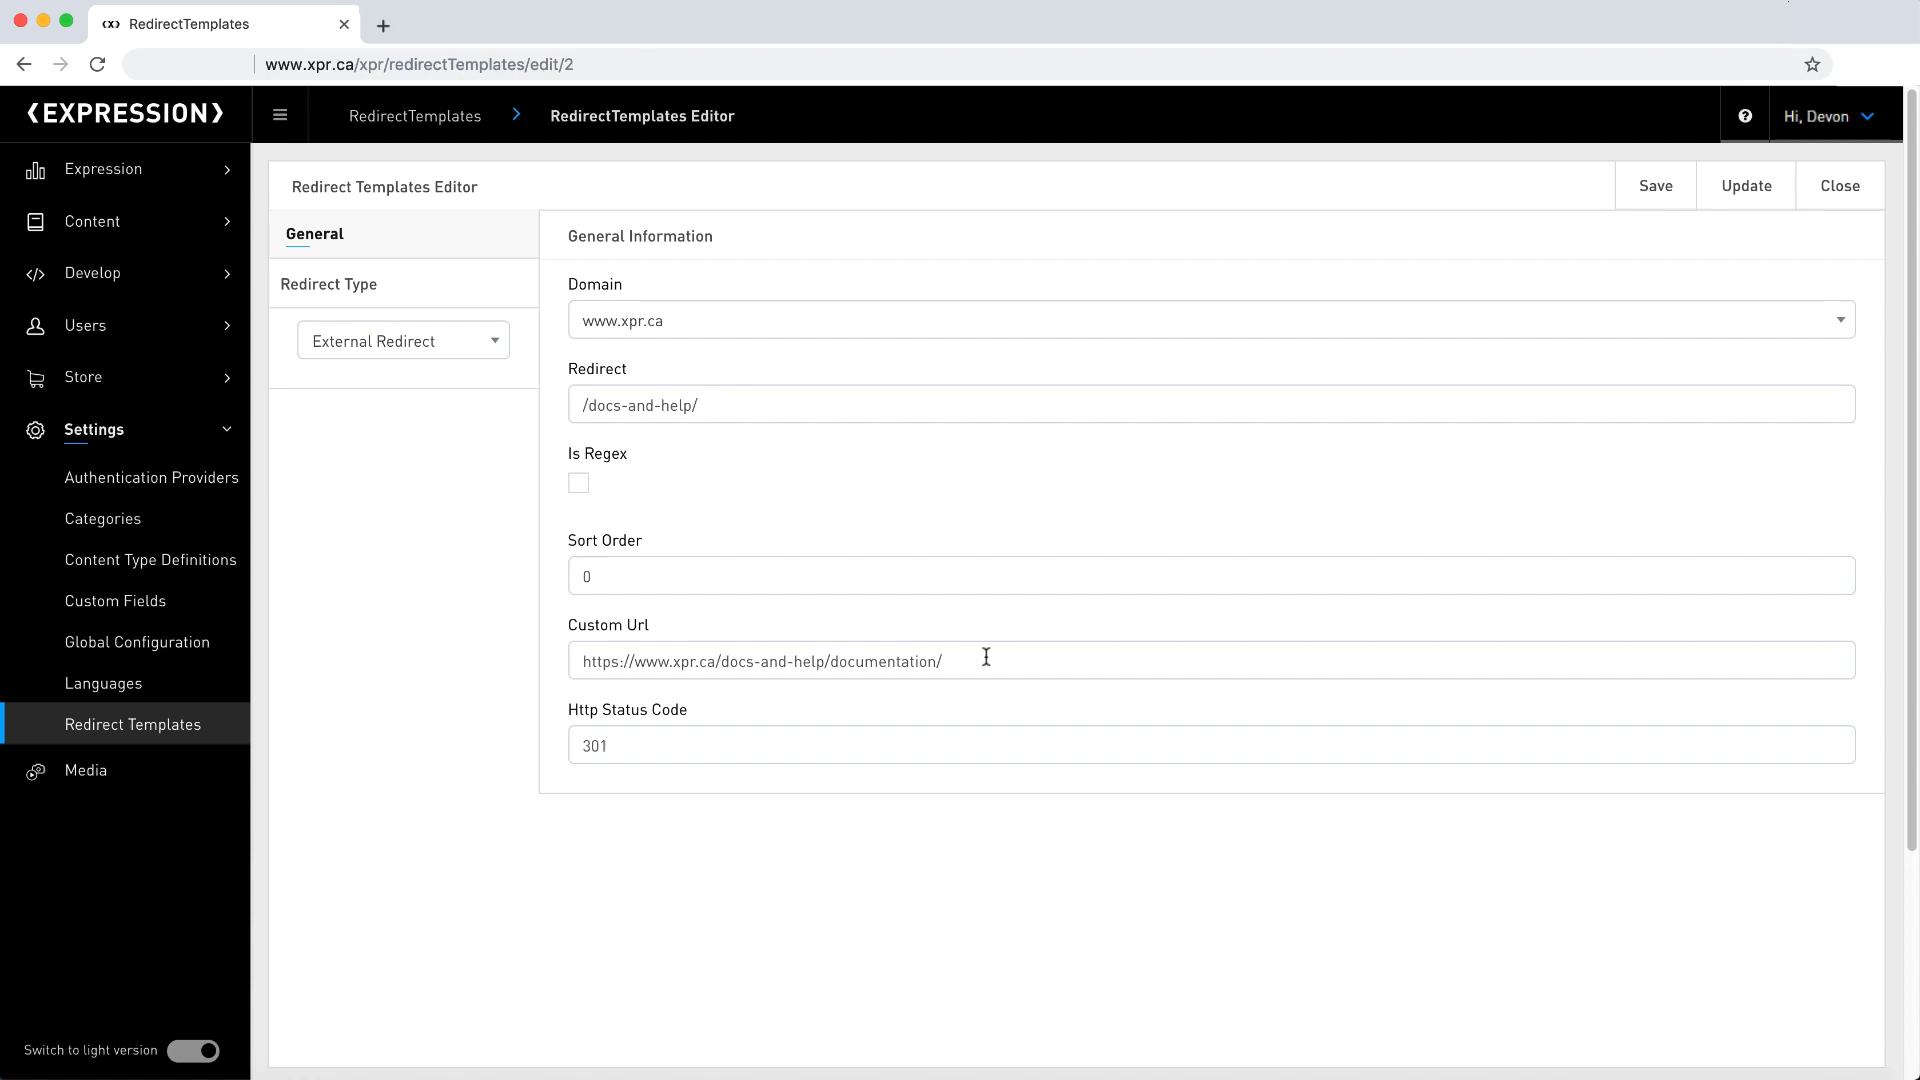 (X) RedirectTemplates
www.xpr.ca/xpr/redirectTemplates/edit/2
⟨EXPRESSION⟩
RedirectTemplates > RedirectTemplates Editor
? Hi, Devon
Expression
Content
Develop
Users
Store
Settings
Authentication Providers
Categories
Content Type Definitions
Custom Fields
Global Configuration
Languages
Redirect Templates
Media
Switch to light version
Redirect Templates Editor
Save Update Close
General
Redirect Type
External Redirect
General Information
Domain
www.xpr.ca
Redirect
/docs-and-help/
Is Regex
Sort Order
0
Custom Url
https://www.xpr.ca/docs-and-help/documentation/
Http Status Code
301